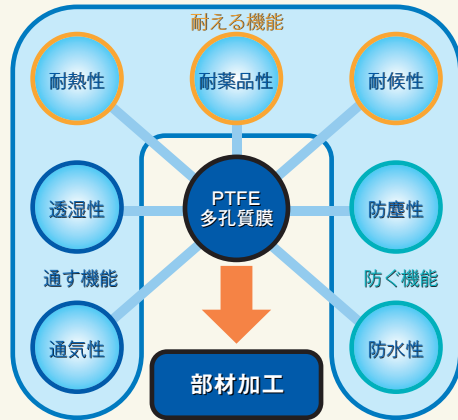 耐える機能
耐熱性
耐薬品性
耐候性
PTFE
多孔質膜
透湿性
防塵性
通す機能
防ぐ機能
通気性
防水性
部材加工